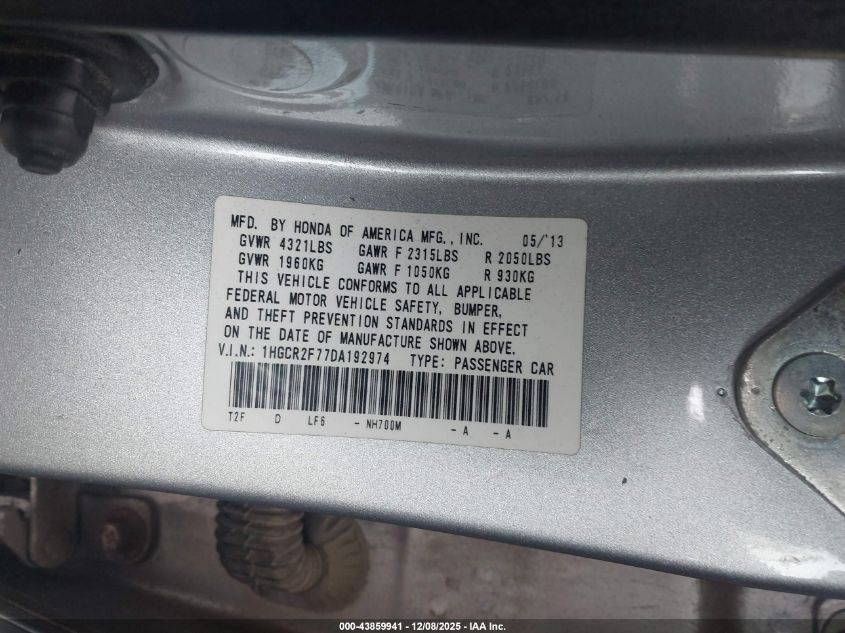 MFD. BY HONDA OF AMERICA MFG., INC. 05/'13
GVWR 4321LBS GAWR F 2315LBS R 2050LBS
GVWR 1960KG GAWR F 1050KG R 930KG
THIS VEHICLE CONFORMS TO ALL APPLICABLE
FEDERAL MOTOR VEHICLE SAFETY, BUMPER,
AND THEFT PREVENTION STANDARDS IN EFFECT
ON THE DATE OF MANUFACTURE SHOWN ABOVE.
V.I.N.: 1HGCR2F77DA192974 TYPE: PASSENGER CAR
T2F D LF6 - NH700M - A - A
000-43859941 - 12/08/2025 - IAA Inc.